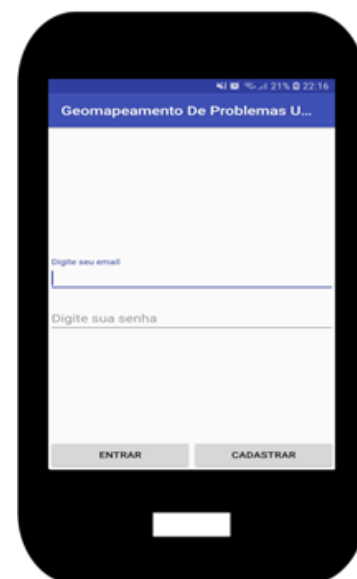 21% 22:16
Geomapeamento De Problemas U...
Digite seu email
Digite sua senha
ENTRAR CADASTRAR